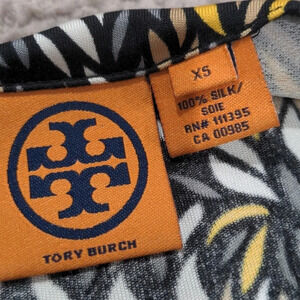 XS
100% SILK/
SOIE
RN# 111395
CA 00985
TORY BURCH